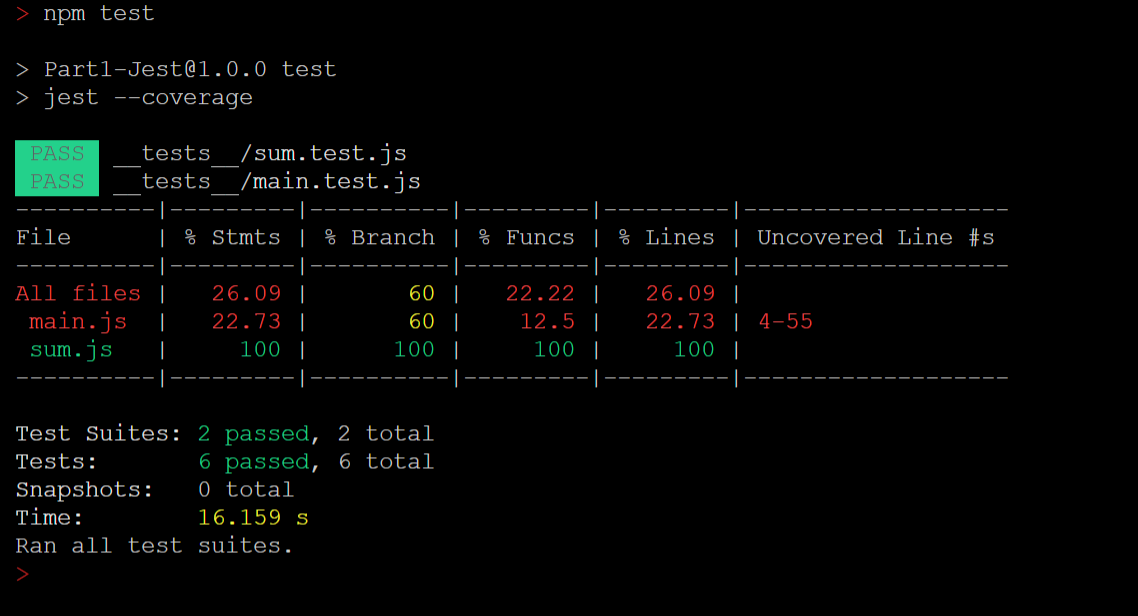 > npm test
> Part1-Jest@1.0.0 test
> jest --coverage
PASS __tests__/sum.test.js
PASS __tests__/main.test.js
----------|---------|----------|---------|---------|-------------------
File      | % Stmts | % Branch | % Funcs | % Lines | Uncovered Line #s
----------|---------|----------|---------|---------|-------------------
All files |   26.09 |       60 |   22.22 |   26.09 |
 main.js  |   22.73 |       60 |    12.5 |   22.73 | 4-55
 sum.js   |     100 |      100 |     100 |     100 |
----------|---------|----------|---------|---------|-------------------
Test Suites: 2 passed, 2 total
Tests:       6 passed, 6 total
Snapshots:   0 total
Time:        16.159 s
Ran all test suites.
>